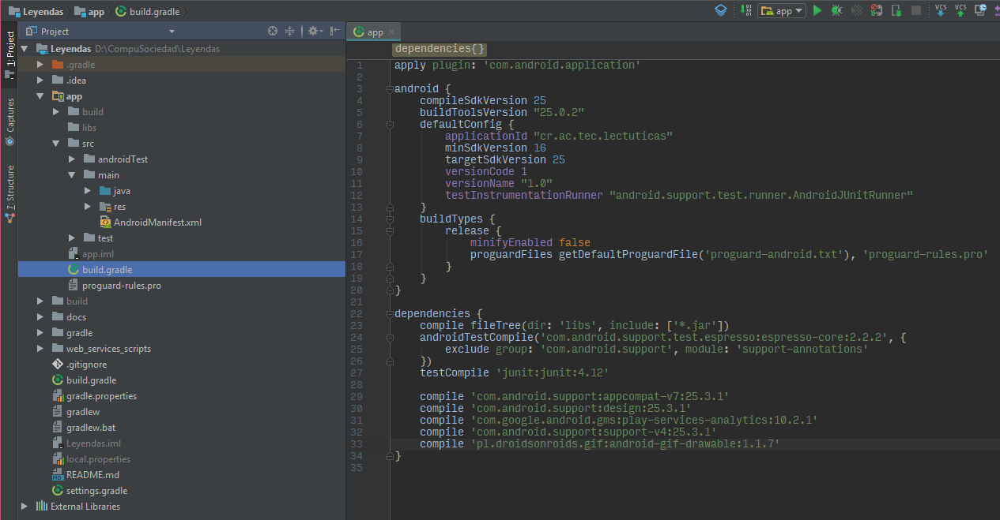 Leyendas app build.gradle
app
Project
app
1: Project
Captures
7: Structure
Leyendas D:\CompuSociedad\Leyendas
.gradle
.idea
app
build
libs
src
androidTest
main
java
res
AndroidManifest.xml
test
app.iml
build.gradle
proguard-rules.pro
build
docs
gradle
web_services_scripts
.gitignore
build.gradle
gradle.properties
gradlew
gradlew.bat
Leyendas.iml
local.properties
README.md
settings.gradle
External Libraries
VCS VCS
dependencies{}
1 apply plugin: 'com.android.application'
2
3 android {
4 compileSdkVersion 25
5 buildToolsVersion "25.0.2"
6 defaultConfig {
7 applicationId "cr.ac.tec.lectuticas"
8 minSdkVersion 16
9 targetSdkVersion 25
10 versionCode 1
11 versionName "1.0"
12 testInstrumentationRunner "android.support.test.runner.AndroidJUnitRunner"
13 }
14 buildTypes {
15 release {
16 minifyEnabled false
17 proguardFiles getDefaultProguardFile('proguard-android.txt'), 'proguard-rules.pro'
18 }
19 }
20 }
21
22 dependencies {
23 compile fileTree(dir: 'libs', include: ['*.jar'])
24 androidTestCompile('com.android.support.test.espresso:espresso-core:2.2.2', {
25 exclude group: 'com.android.support', module: 'support-annotations'
26 })
27 testCompile 'junit:junit:4.12'
28
29 compile 'com.android.support:appcompat-v7:25.3.1'
30 compile 'com.android.support:design:25.3.1'
31 compile 'com.google.android.gms:play-services-analytics:10.2.1'
32 compile 'com.android.support:support-v4:25.3.1'
33 compile 'pl.droidsonroids.gif:android-gif-drawable:1.1.7'
34 }
35